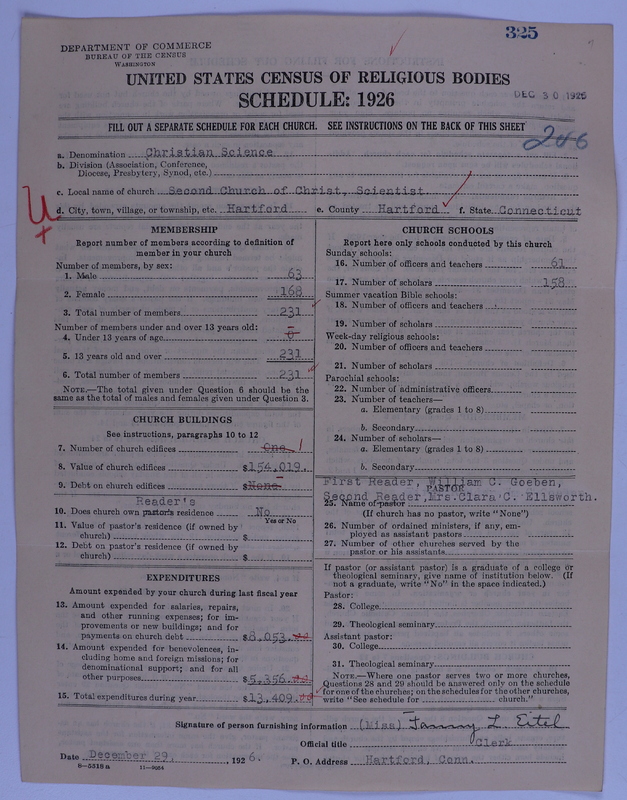 325
DEPARTMENT OF COMMERCE
BUREAU OF THE CENSUS
WASHINGTON
UNITED STATES CENSUS OF RELIGIOUS BODIES
SCHEDULE: 1926
DEC 30 1926
FILL OUT A SEPARATE SCHEDULE FOR EACH CHURCH. SEE INSTRUCTIONS ON THE BACK OF THIS SHEET
206
a. Denomination Christian Science
b. Division (Association, Conference,
Diocese, Presbytery, Synod, etc.)
c. Local name of church Second Church of Christ, Scientist
d. City, town, village, or township, etc. Hartford e. County Hartford f. State Connecticut
MEMBERSHIP
Report number of members according to definition of
member in your church
Number of members, by sex:
1. Male 63
2. Female 168
3. Total number of members 231
Number of members under and over 13 years old:
4. Under 13 years of age 0
5. 13 years old and over 231
6. Total number of members 231
NOTE.—The total given under Question 6 should be the
same as the total of males and females given under Question 3.
CHURCH BUILDINGS
See instructions, paragraphs 10 to 12
7. Number of church edifices One 1
8. Value of church edifices $154,019.
9. Debt on church edifices $None
Reader's
10. Does church own pastor's residence No
Yes or No
11. Value of pastor's residence (if owned by
church) $
12. Debt on pastor's residence (if owned by
church) $
EXPENDITURES
Amount expended by church during last fiscal year
13. Amount expended for salaries, repairs,
and other running expenses; for im-
provements or new buildings; and for
payments on church debt $8,053.
14. Amount expended for benevolences, in-
cluding home and foreign missions; for
denominational support; and for all
other purposes $5,356.
15. Total expenditures during year $13,409.
CHURCH SCHOOLS
Report here only schools conducted by this church
Sunday schools:
16. Number of officers and teachers 61
17. Number of scholars 158
Summer vacation Bible schools:
18. Number of officers and teachers
19. Number of scholars
Week-day religious schools:
20. Number of officers and teachers
21. Number of scholars
Parochial schools:
22. Number of administrative officers
23. Number of teachers—
a. Elementary (grades 1 to 8)
b. Secondary
24. Number of scholars—
a. Elementary (grades 1 to 8)
b. Secondary
First Reader, William C. Goeben,
PASTOR
Second Reader, Mrs. Clara C. Ellsworth.
25. Name of pastor
(If church has no pastor, write "None")
26. Number of ordained ministers, if any, em-
ployed as assistant pastors
27. Number of other churches served by the
pastor or his assistants
If pastor (or assistant pastor) is a graduate of a college or
theological seminary, give name of institution below. (If
not a graduate, write "No" in the space indicated.)
Pastor:
28. College
29. Theological seminary
Assistant pastor:
30. College
31. Theological seminary
NOTE.—Where one pastor serves two or more churches,
Questions 28 and 29 should be answered only on the schedule
for one of the churches; on the schedules for the other churches,
write "See schedule for church."
Signature of person furnishing information (Miss) Fanny L Eitel
Official title Clerk
Date December 29, 1926. P. O. Address Hartford, Conn.
8—5518a 11—9664